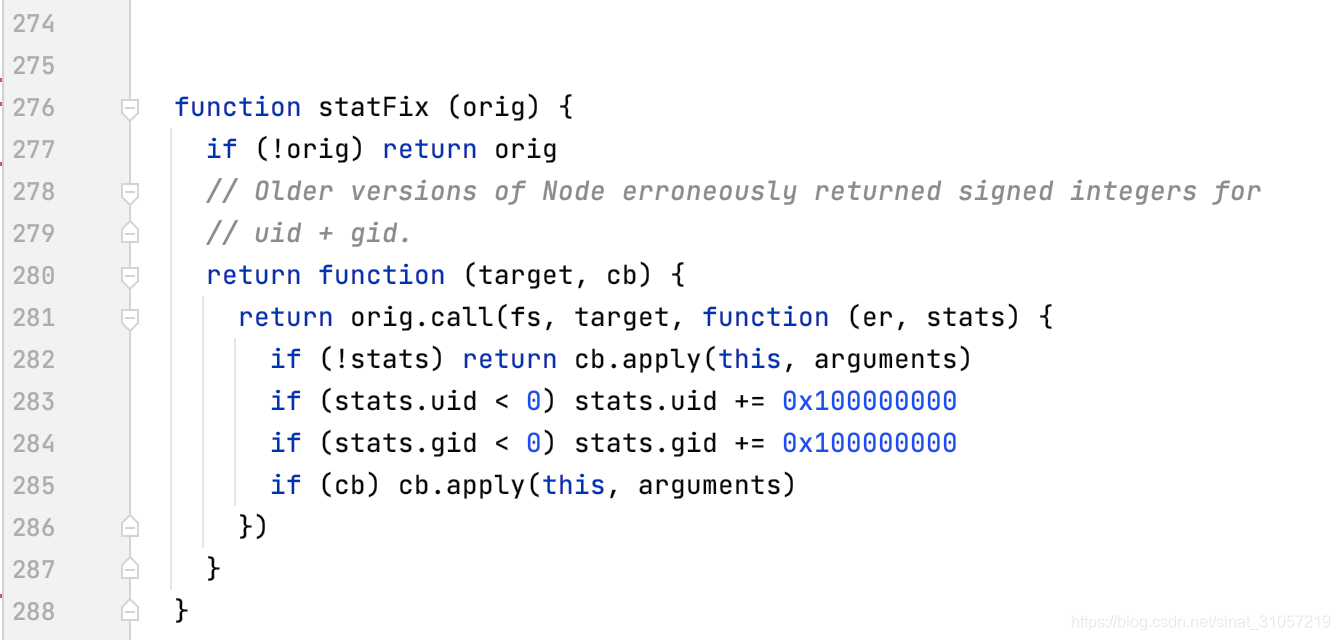 274
275
276 function statFix (orig) {
277 if (!orig) return orig
278 // Older versions of Node erroneously returned signed integers for
279 // uid + gid.
280 return function (target, cb) {
281 return orig.call(fs, target, function (er, stats) {
282 if (!stats) return cb.apply(this, arguments)
283 if (stats.uid < 0) stats.uid += 0x100000000
284 if (stats.gid < 0) stats.gid += 0x100000000
285 if (cb) cb.apply(this, arguments)
286 })
287 }
288 }
https://blog.csdn.net/sinat_31057219